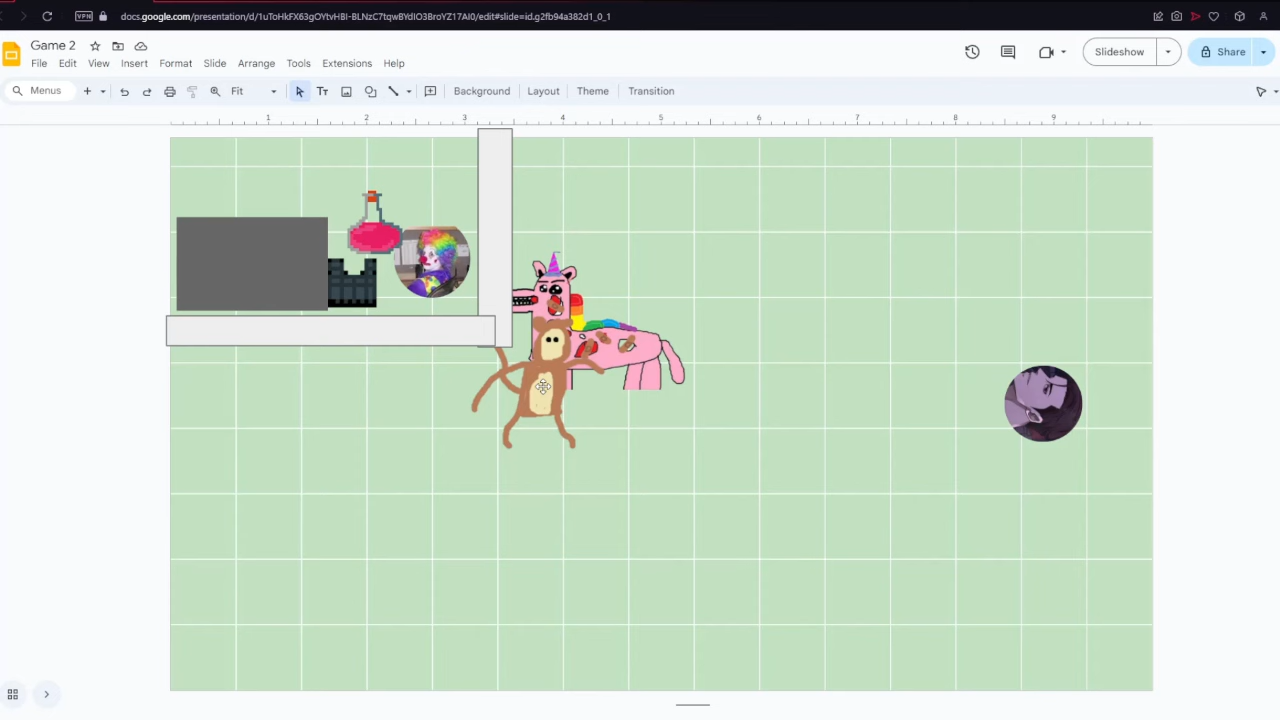 VPN docs.google.com/presentation/d/1uToHkFX63gOYtvHBI-BLNzC7tqwBYdIO3BroYZ17AI0/edit#slide=id.g2fb94a382d1_0_1
Game 2
File Edit View Insert Format Slide Arrange Tools Extensions Help
Slideshow
Share
Menus
Fit
Tт
Background
Layout
Theme
Transition
1 2 3 4 5 6 7 8 9